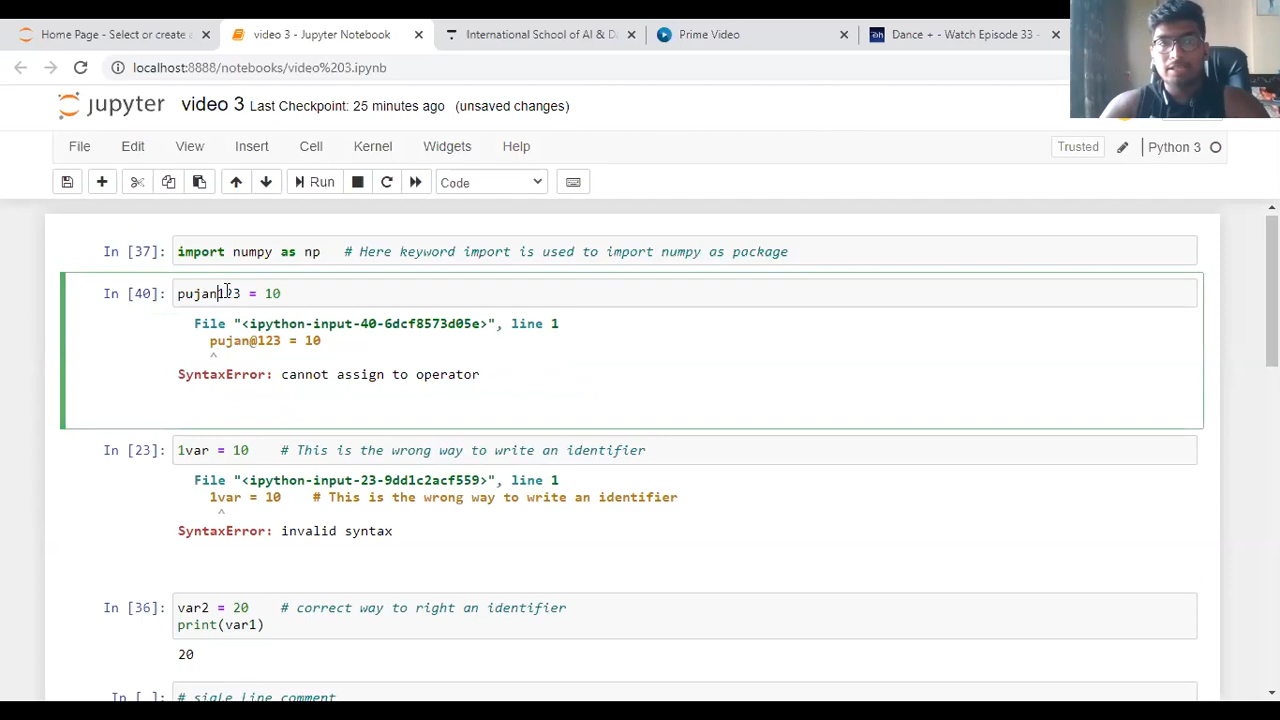 Home Page - Select or create
video 3 - Jupyter Notebook
International School of AI & D
Prime Video
Dance + - Watch Episode 33 -
localhost:8888/notebooks/video%203.ipynb
jupyter video 3 Last Checkpoint: 25 minutes ago (unsaved changes)
File Edit View Insert Cell Kernel Widgets Help
Trusted Python 3
Run Code
In [37]: import numpy as np # Here keyword import is used to import numpy as package
In [40]: pujan123 = 10
File "<ipython-input-40-6dcf8573d05e>", line 1
pujan@123 = 10
^
SyntaxError: cannot assign to operator
In [23]: 1var = 10 # This is the wrong way to write an identifier
File "<ipython-input-23-9dd1c2acf559>", line 1
1var = 10 # This is the wrong way to write an identifier
^
SyntaxError: invalid syntax
In [36]: var2 = 20 # correct way to right an identifier
print(var1)
20
In [ ]: # sigle line comment